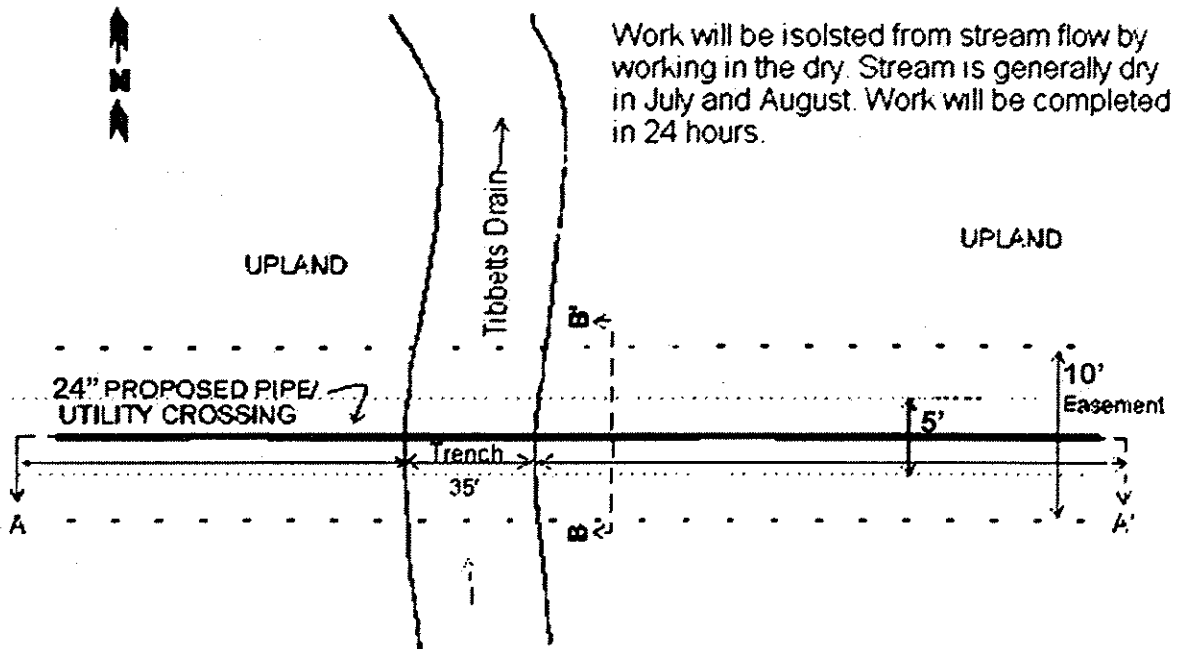 Work will be isolsted from stream flow by
working in the dry. Stream is generally dry
in July and August. Work will be completed
in 24 hours.
N
Tibbetts Drain
UPLAND
UPLAND
B'
24" PROPOSED PIPE/
UTILITY CROSSING
10'
Easement
5'
Trench
35'
A
B
A'